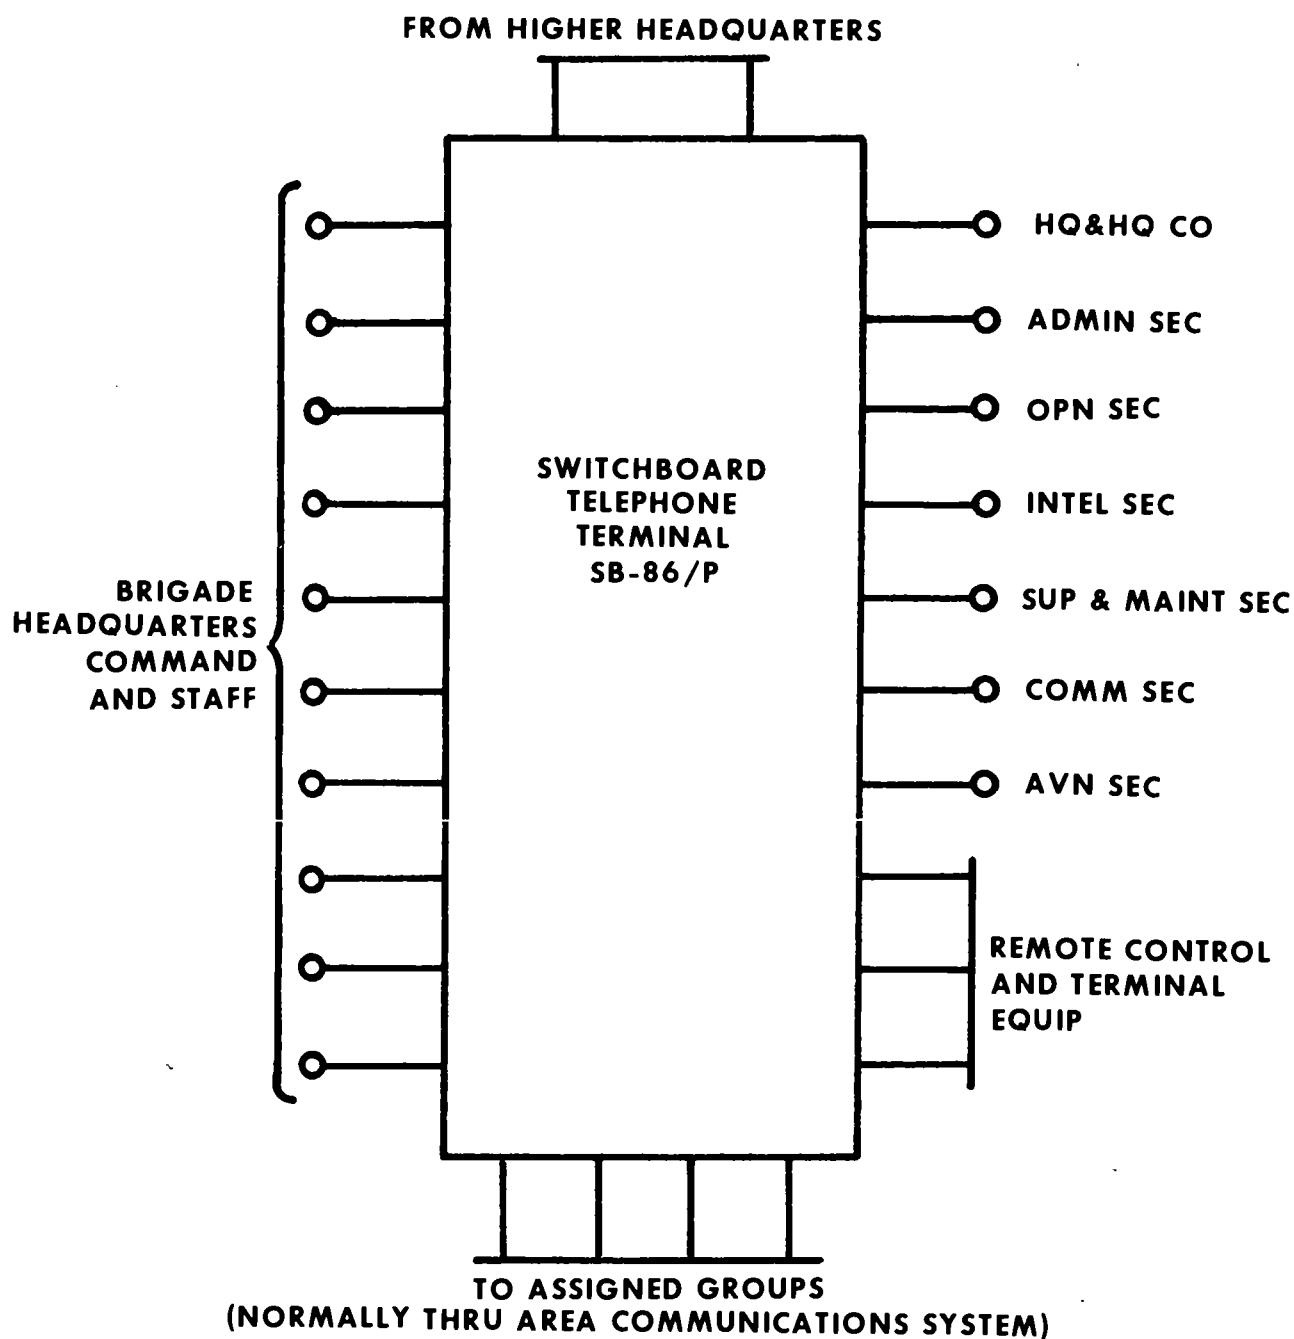 FROM HIGHER HEADQUARTERS
HQ&HQ CO
ADMIN SEC
OPN SEC
SWITCHBOARD
TELEPHONE
TERMINAL
SB-86/P
INTEL SEC
BRIGADE
HEADQUARTERS
COMMAND
AND STAFF
SUP & MAINT SEC
COMM SEC
AVN SEC
REMOTE CONTROL
AND TERMINAL
EQUIP
TO ASSIGNED GROUPS
(NORMALLY THRU AREA COMMUNICATIONS SYSTEM)